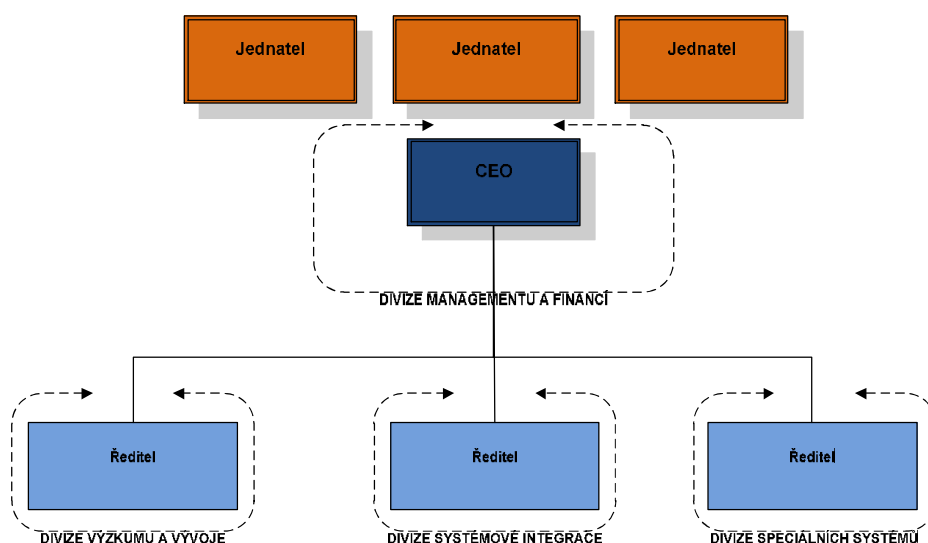 Jednatel
Jednatel
Jednatel
CEO
DIVIZE MANAGEMENTU A FINANCÍ
Ředitel
Ředitel
Ředitel
DIVIZE VÝZKUMU A VÝVOJE
DIVIZE SYSTÉMOVÉ INTEGRACE
DIVIZE SPECIÁLNÍCH SYSTÉMŮ